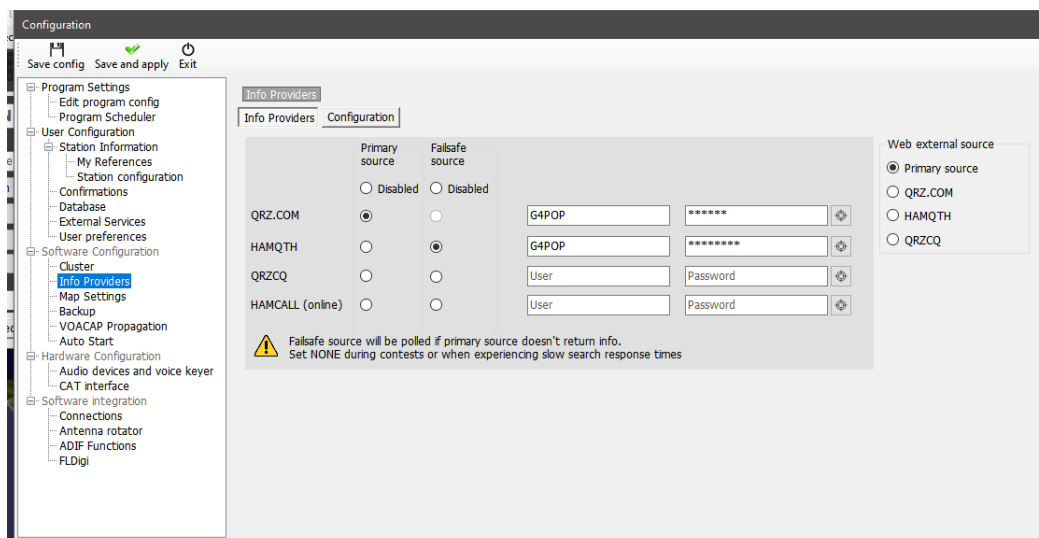 Configuration
Save config Save and apply Exit
Program Settings
Edit program config
Program Scheduler
User Configuration
Station Information
My References
Station configuration
Confirmations
Database
External Services
User preferences
Software Configuration
Cluster
Info Providers
Map Settings
Backup
VOACAP Propagation
Auto Start
Hardware Configuration
Audio devices and voice keyer
CAT interface
Software integration
Connections
Antenna rotator
ADIF Functions
FLDigi
Info Providers
Info Providers Configuration
Primary source Failsafe source
Disabled Disabled
QRZ.COM G4POP ******
HAMQTH G4POP ********
QRZCQ User Password
HAMCALL (online) User Password
Failsafe source will be polled if primary source doesn't return info.
Set NONE during contests or when experiencing slow search response times
Web external source
Primary source
QRZ.COM
HAMQTH
QRZCQ